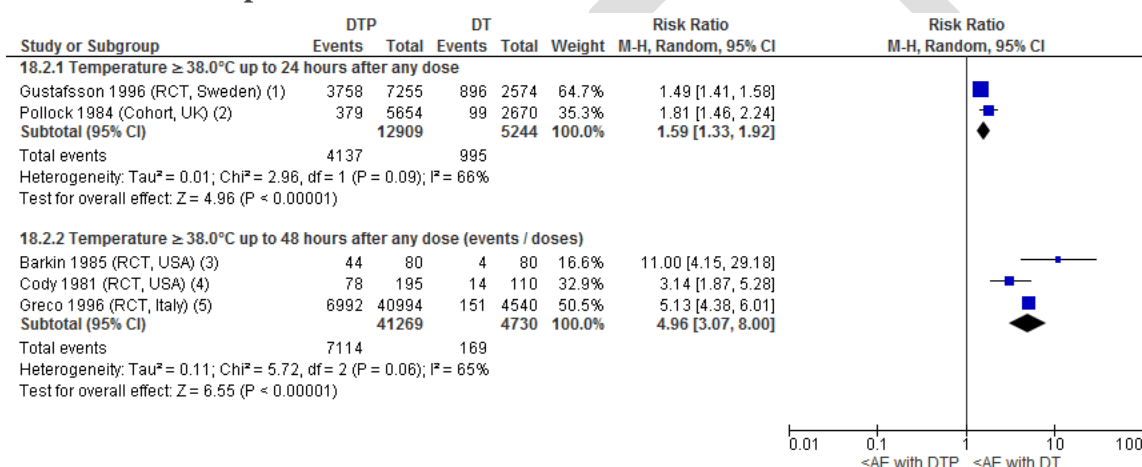 DTP DT Risk Ratio Risk Ratio
Study or Subgroup Events Total Events Total Weight M-H, Random, 95% CI M-H, Random, 95% CI
18.2.1 Temperature ≥ 38.0°C up to 24 hours after any dose
Gustafsson 1996 (RCT, Sweden) (1) 3758 7255 896 2574 64.7% 1.49 [1.41, 1.58]
Pollock 1984 (Cohort, UK) (2) 379 5654 99 2670 35.3% 1.81 [1.46, 2.24]
Subtotal (95% CI) 12909 5244 100.0% 1.59 [1.33, 1.92]
Total events 4137 995
Heterogeneity: Tau² = 0.01; Chi² = 2.96, df = 1 (P = 0.09); I² = 66%
Test for overall effect: Z = 4.96 (P < 0.00001)
18.2.2 Temperature ≥ 38.0°C up to 48 hours after any dose (events / doses)
Barkin 1985 (RCT, USA) (3) 44 80 4 80 16.6% 11.00 [4.15, 29.18]
Cody 1981 (RCT, USA) (4) 78 195 14 110 32.9% 3.14 [1.87, 5.28]
Greco 1996 (RCT, Italy) (5) 6992 40994 151 4540 50.5% 5.13 [4.38, 6.01]
Subtotal (95% CI) 41269 4730 100.0% 4.96 [3.07, 8.00]
Total events 7114 169
Heterogeneity: Tau² = 0.11; Chi² = 5.72, df = 2 (P = 0.06); I² = 65%
Test for overall effect: Z = 6.55 (P < 0.00001)
0.01 0.1 1 10 100
<AE with DTP <AE with DT